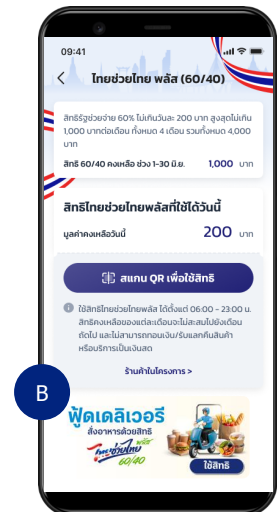 09:41
ไทยช่วยไทย พลัส (60/40)
สิทธิรัฐช่วยจ่าย 60% ไม่เกินวันละ 200 บาท สูงสุดไม่เกิน
1,000 บาทต่อเดือน ทั้งหมด 4 เดือน รวมทั้งหมด 4,000
บาท
สิทธิ 60/40 คงเหลือ ช่วง 1-30 มิ.ย. 1,000 บาท
สิทธิไทยช่วยไทยพลัสที่ใช้ได้วันนี้
มูลค่าคงเหลือวันนี้ 200 บาท
สแกน QR เพื่อใช้สิทธิ
ใช้สิทธิไทยช่วยไทยพลัส ได้ตั้งแต่ 06:00 - 23:00 น.
สิทธิคงเหลือของแต่ละเดือนจะไม่สะสมไปยังเดือน
ถัดไป และไม่สามารถถอนเงิน/รับแลกคืนสินค้า
หรือบริการเป็นเงินสด
ร้านค้าในโครงการ >
B
ฟู้ดเดลิเวอรี
สั่งอาหารด้วยสิทธิ
ไทยช่วยไทย พลัส
60/40
ใช้สิทธิ